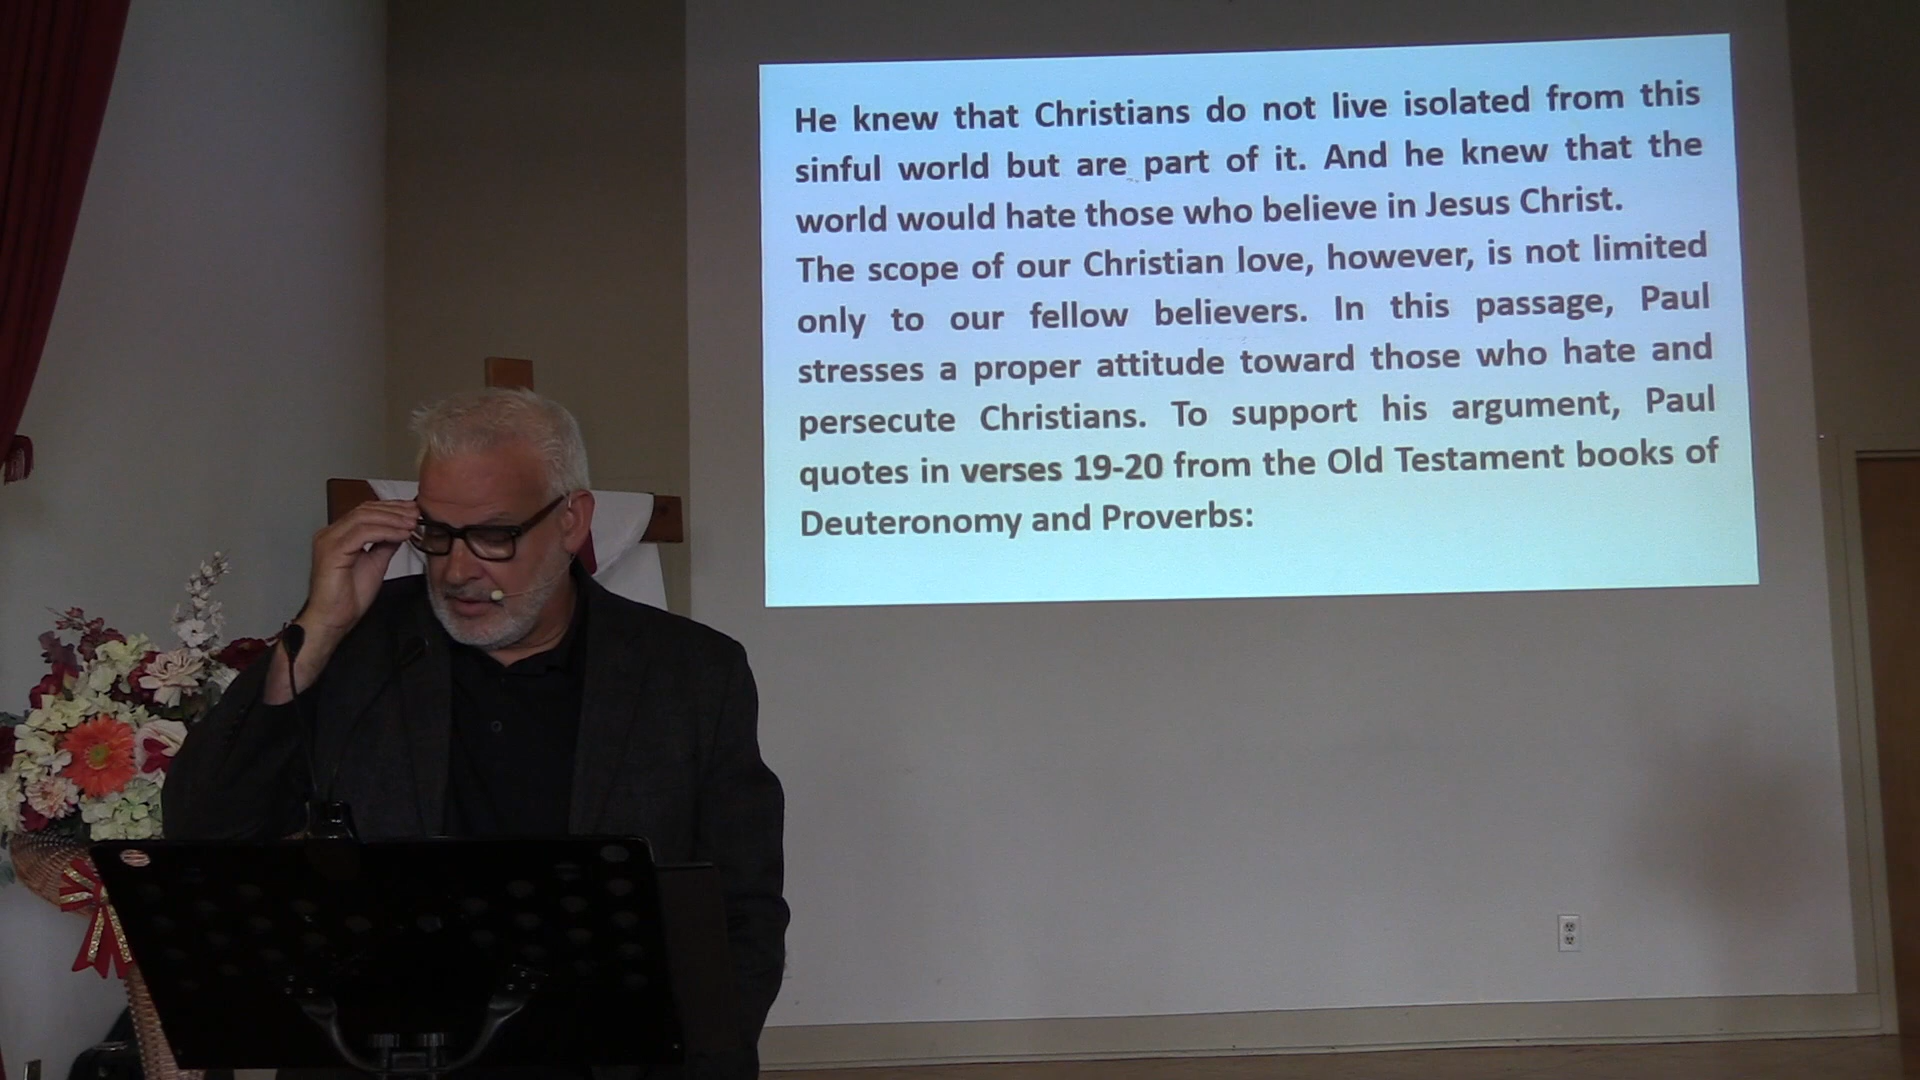 He knew that Christians do not live isolated from this
sinful world but are part of it. And he knew that the
world would hate those who believe in Jesus Christ.
The scope of our Christian love, however, is not limited
only to our fellow believers. In this passage, Paul
stresses a proper attitude toward those who hate and
persecute Christians. To support his argument, Paul
quotes in verses 19-20 from the Old Testament books of
Deuteronomy and Proverbs: